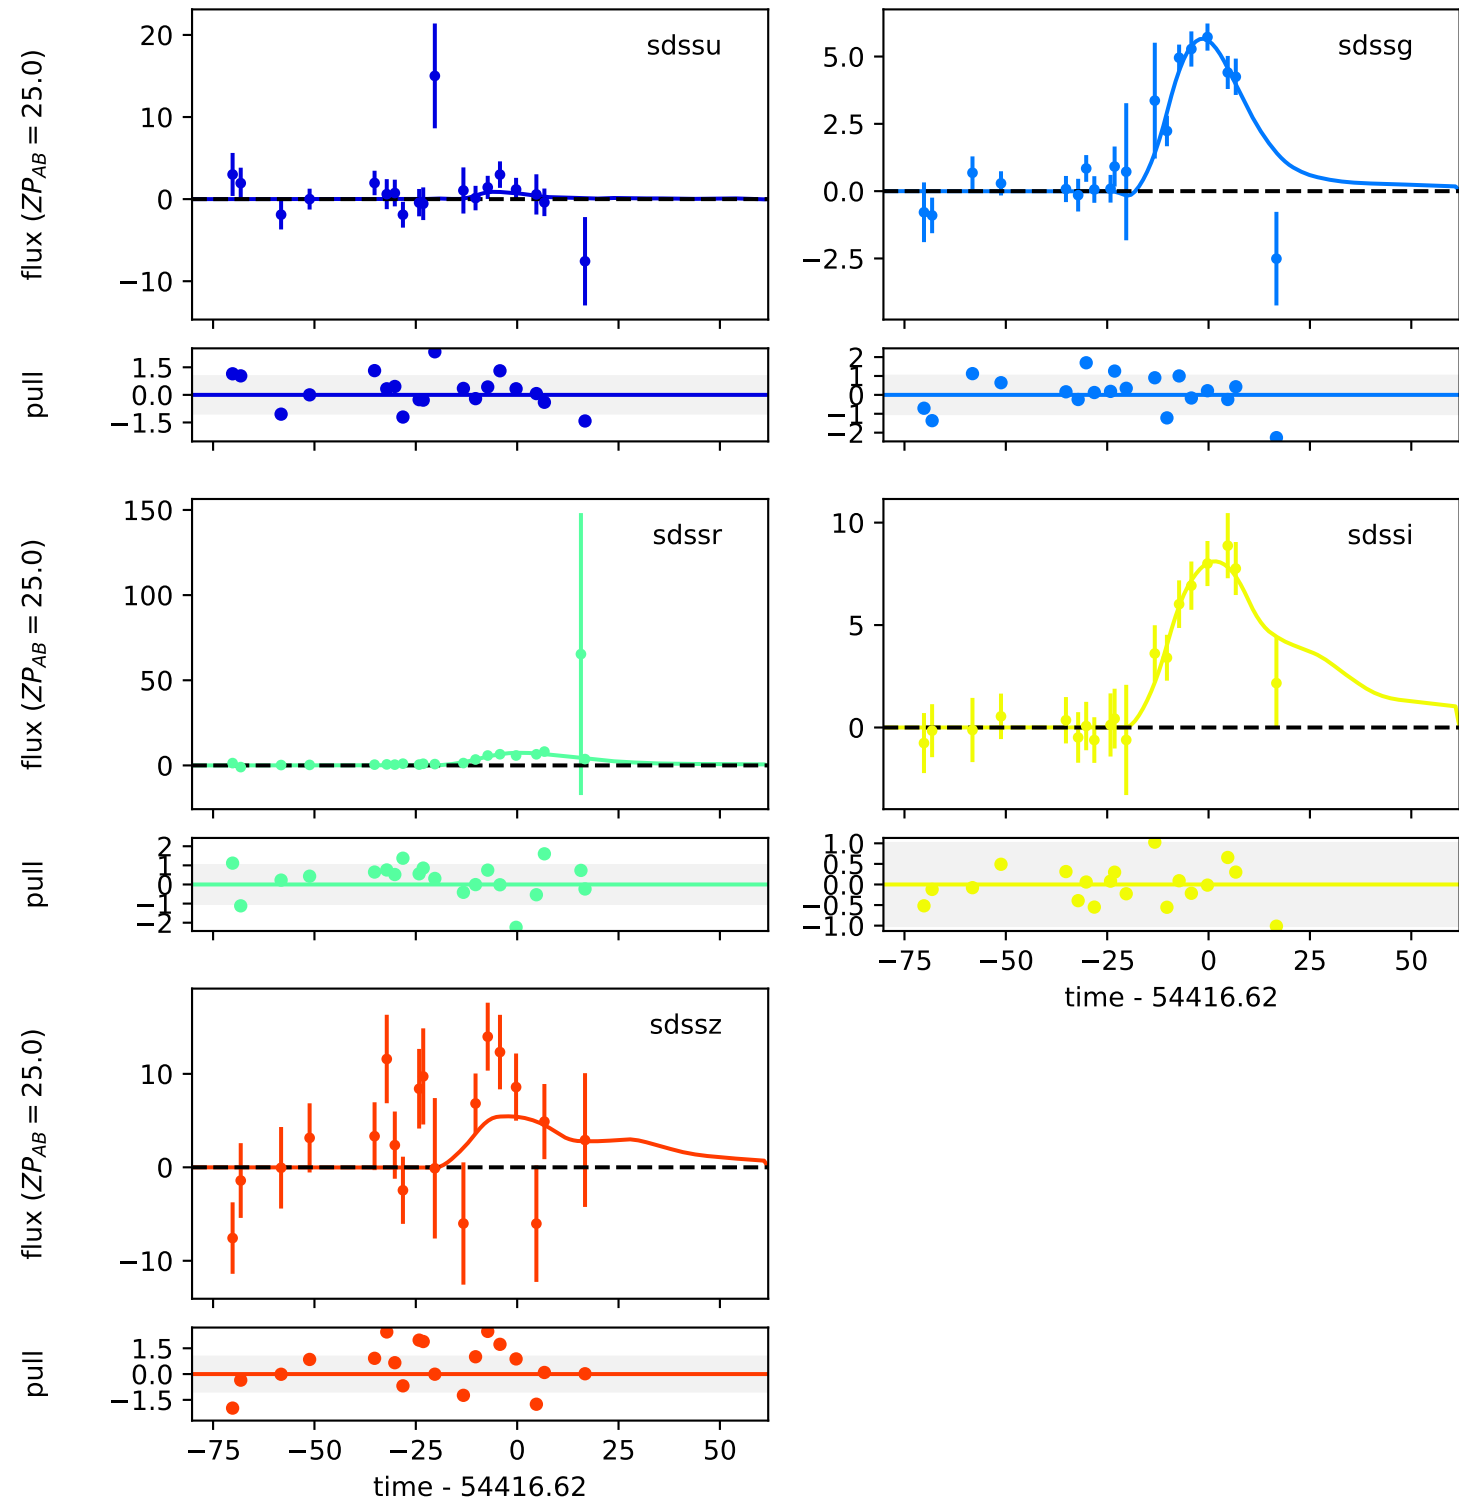 flux (ZP_AB = 25.0)
20
10
0
−10
sdssu
5.0
2.5
0.0
−2.5
sdssg
pull
1.5
0.0
−1.5
2
1
0
−1
−2
flux (ZP_AB = 25.0)
150
100
50
0
sdssr
10
5
0
sdssi
pull
2
1
0
−1
−2
1.0
0.5
0.0
−0.5
−1.0
−75 −50 −25 0 25 50
time - 54416.62
flux (ZP_AB = 25.0)
10
0
−10
sdssz
pull
1.5
0.0
−1.5
−75 −50 −25 0 25 50
time - 54416.62